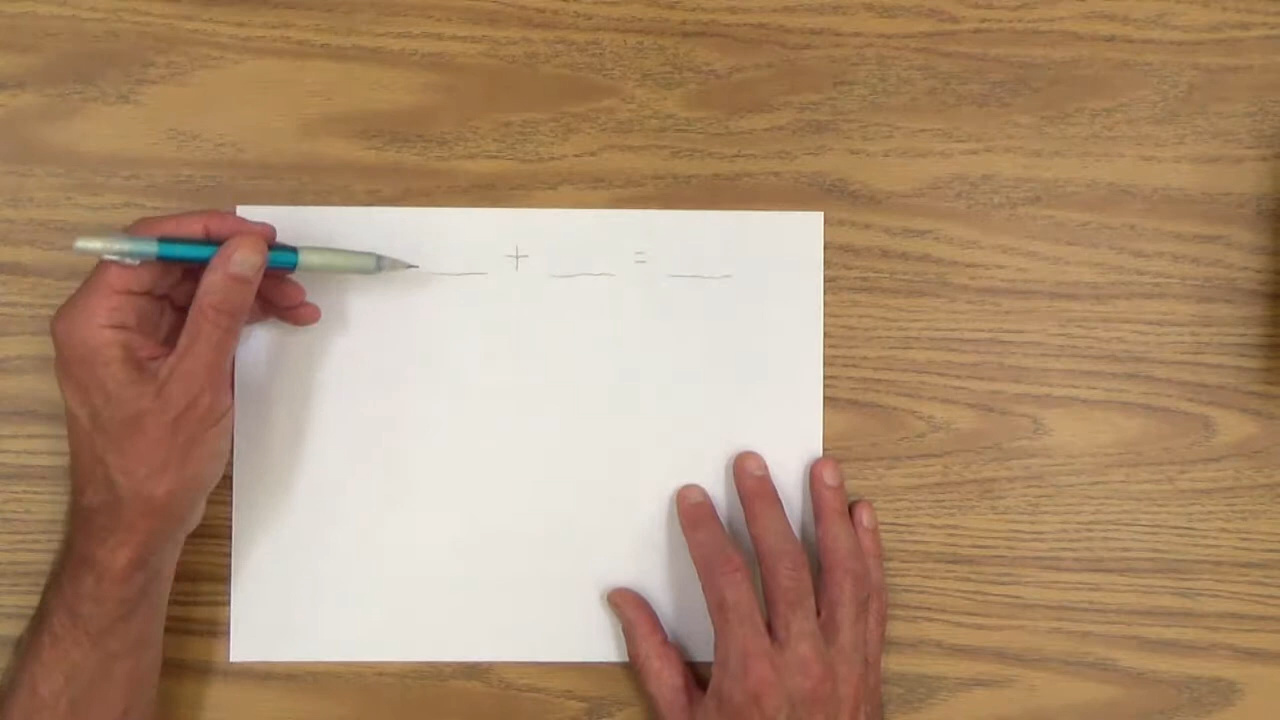 ___ + ___ = ___